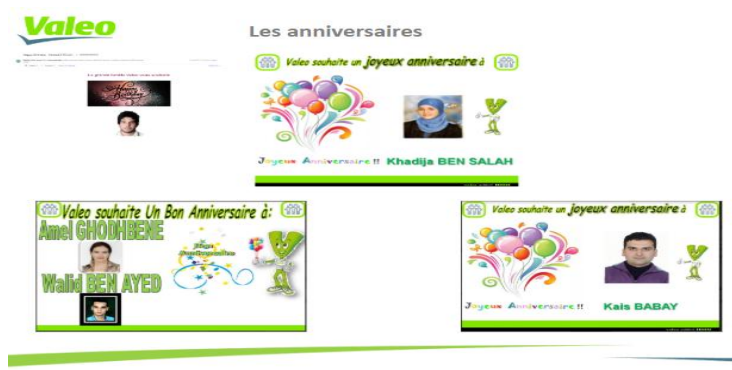 Valeo
Les anniversaires
Valeo souhaite un joyeux anniversaire à
Joyeux Anniversaire !! Khadija BEN SALAH
Valeo souhaite Un Bon Anniversaire à:
Amel GHODHBENE
Walid BEN AYED
Valeo souhaite un joyeux anniversaire à
Joyeux Anniversaire !! Kais BABAY